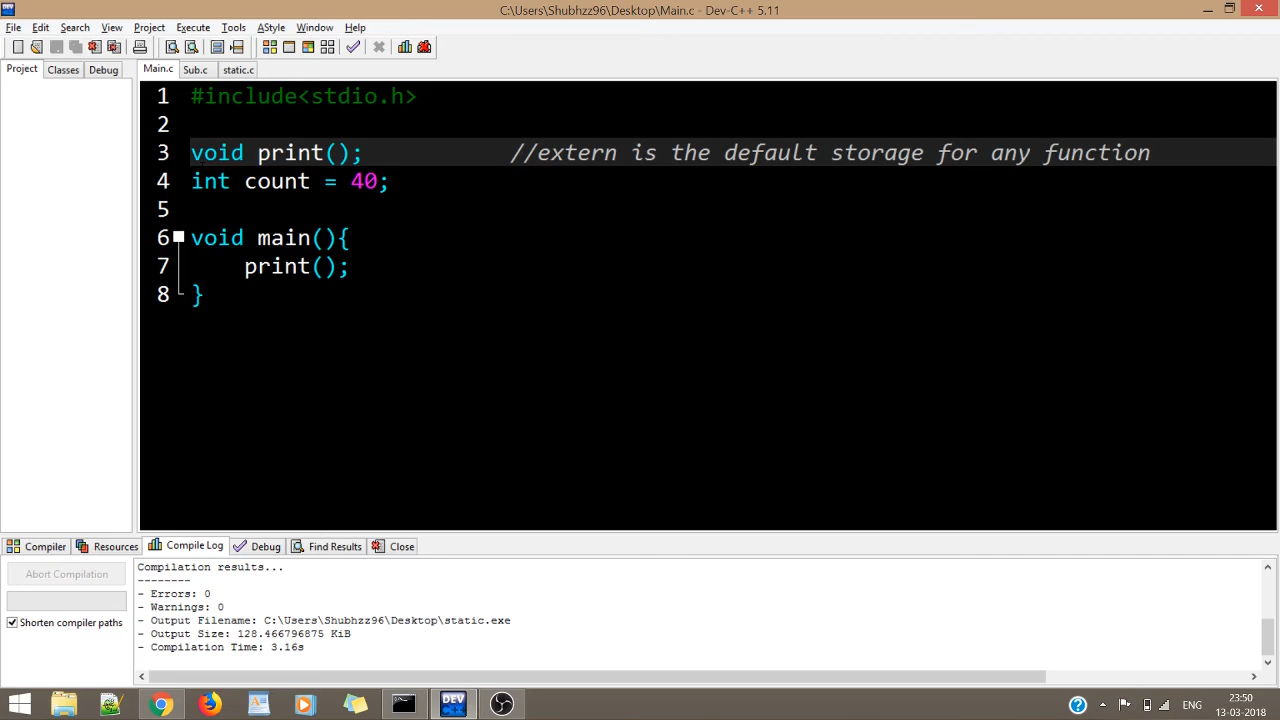 C:\Users\Shubhzz96\Desktop\Main.c - Dev-C++ 5.11
File Edit Search View Project Execute Tools AStyle Window Help
Project Classes Debug Main.c Sub.c static.c
1 #include<stdio.h>
2
3 void print(); //extern is the default storage for any function
4 int count = 40;
5
6 void main(){
7 print();
8 }
Compiler Resources Compile Log Debug Find Results Close
Abort Compilation
Shorten compiler paths
Compilation results...
--------
- Errors: 0
- Warnings: 0
- Output Filename: C:\Users\Shubhzz96\Desktop\static.exe
- Output Size: 128.466796875 KiB
- Compilation Time: 3.16s
DEV
ENG
23:50
13-03-2018